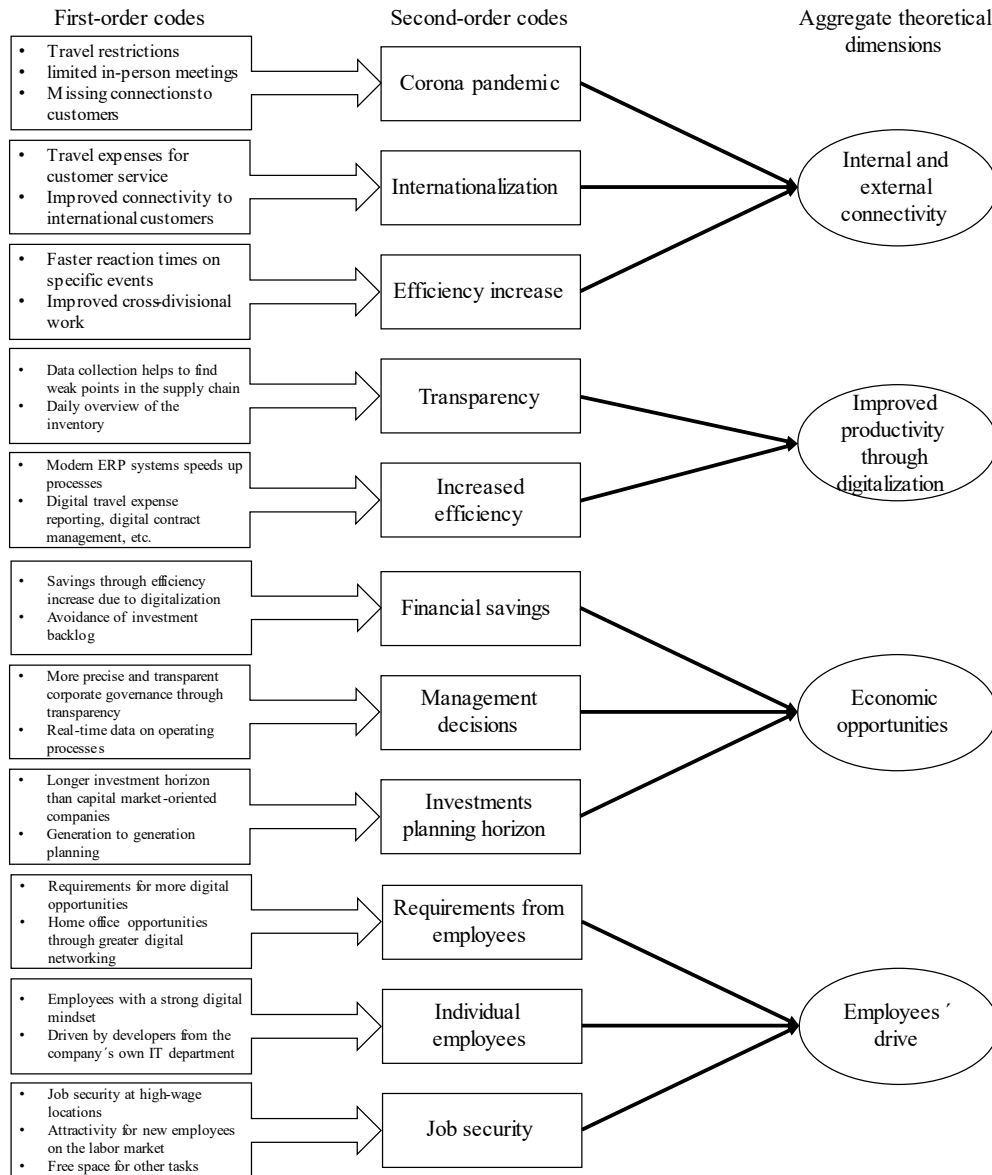 First-order codes
Second-order codes
Aggregate theoretical
dimensions
• Travel restrictions
• limited in-person meetings
• Missing connections to
customers
Corona pandemic
• Travel expenses for
customer service
• Improved connectivity to
international customers
Internationalization
Internal and
external
connectivity
• Faster reaction times on
specific events
• Improved cross-divisional
work
Efficiency increase
• Data collection helps to find
weak points in the supply chain
• Daily overview of the
inventory
Transparency
Improved
productivity
through
digitalization
• Modern ERP systems speeds up
processes
• Digital travel expense
reporting, digital contract
management, etc.
Increased
efficiency
• Savings through efficiency
increase due to digitalization
• Avoidance of investment
backlog
Financial savings
• More precise and transparent
corporate governance through
transparency
• Real-time data on operating
processes
Management
decisions
Economic
opportunities
• Longer investment horizon
than capital market-oriented
companies
• Generation to generation
planning
Investments
planning horizon
• Requirements for more digital
opportunities
• Home office opportunities
through greater digital
networking
Requirements from
employees
• Employees with a strong digital
mindset
• Driven by developers from the
company´s own IT department
Individual
employees
Employees ´
drive
• Job security at high-wage
locations
• Attractivity for new employees
on the labor market
• Free space for other tasks
Job security